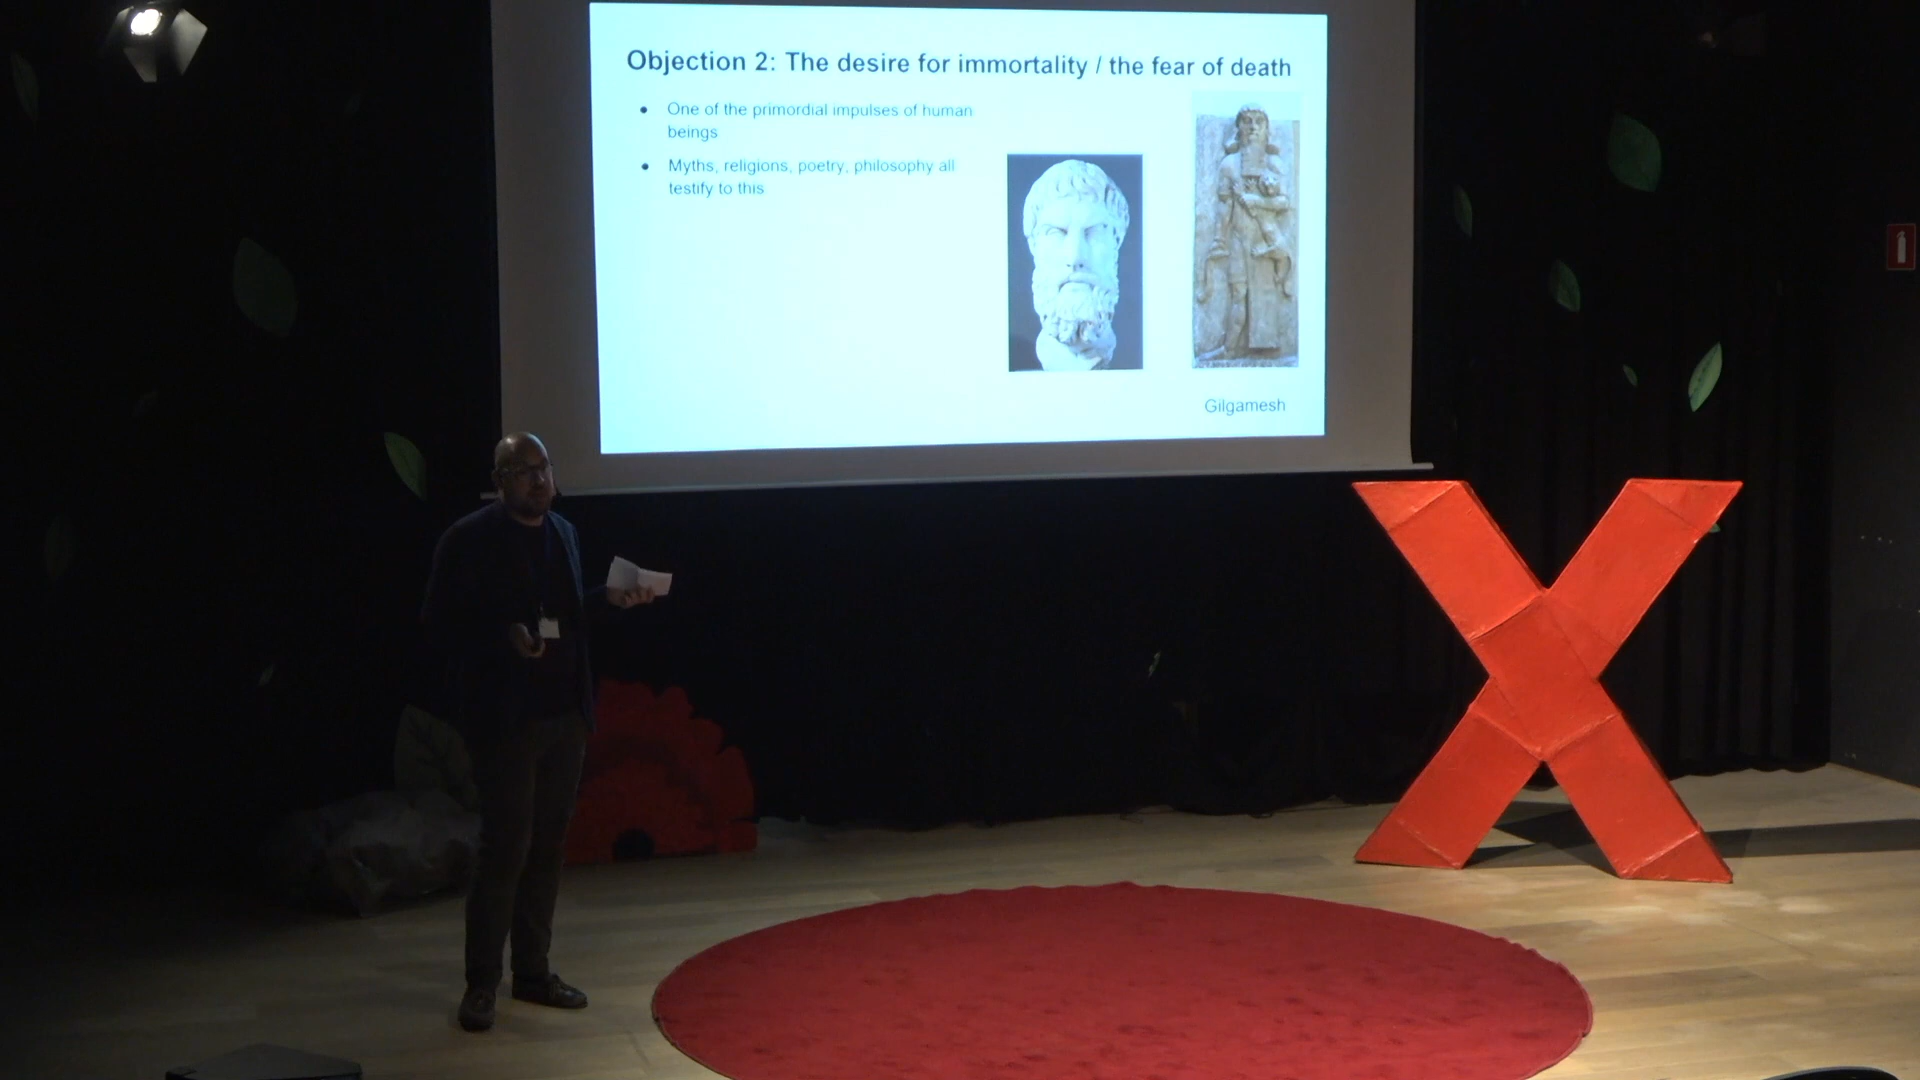 Objection 2: The desire for immortality / the fear of death
• One of the primordial impulses of human
beings
• Myths, religions, poetry, philosophy all
testify to this
Gilgamesh
X